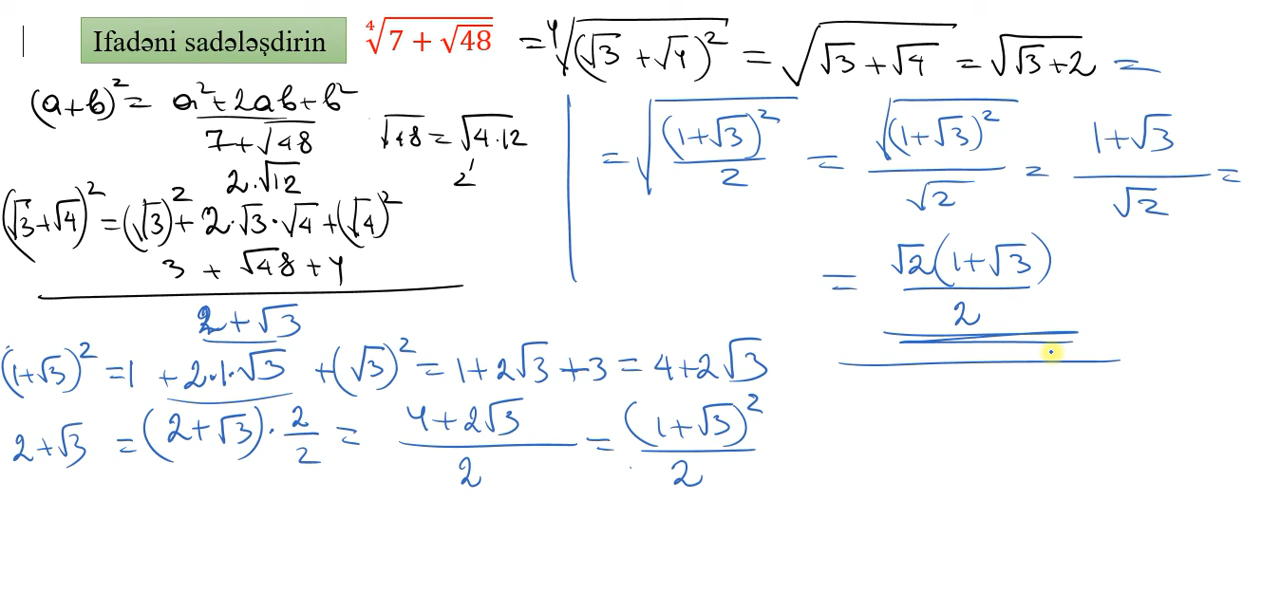 Ifadəni sadələşdirin ⁴√(7 + √48) = ⁴√((√3 + √4)²) = √(√3 + √4) = √(√3 + 2) =
(a+b)² = a² + 2ab + b²
7 + √48
√48 = √4·12
2
2·√12
(√3 + √4)² = (√3)² + 2·√3·√4 + (√4)²
3 + √48 + 4
= √((1+√3)²/2) = √(1+√3)²/√2 = (1+√3)/√2 =
= √2(1+√3)/2
2 + √3
(1+√3)² = 1 + 2·1·√3 + (√3)² = 1 + 2√3 + 3 = 4 + 2√3
2 + √3 = (2 + √3)·2/2 = (4 + 2√3)/2 = (1+√3)²/2